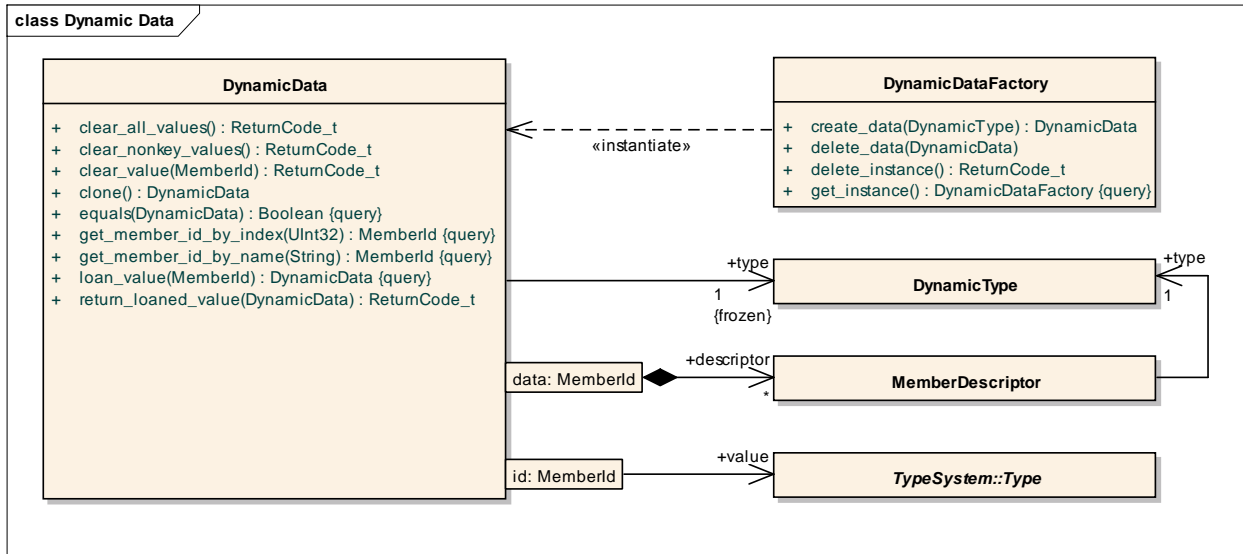 class Dynamic Data
DynamicData
+ clear_all_values() : ReturnCode_t
+ clear_nonkey_values() : ReturnCode_t
+ clear_value(MemberId) : ReturnCode_t
+ clone() : DynamicData
+ equals(DynamicData) : Boolean {query}
+ get_member_id_by_index(UInt32) : MemberId {query}
+ get_member_id_by_name(String) : MemberId {query}
+ loan_value(MemberId) : DynamicData {query}
+ return_loaned_value(DynamicData) : ReturnCode_t
«instantiate»
DynamicDataFactory
+ create_data(DynamicType) : DynamicData
+ delete_data(DynamicData)
+ delete_instance() : ReturnCode_t
+ get_instance() : DynamicDataFactory {query}
+type
1
{frozen}
DynamicType
+type
1
data: MemberId
+descriptor
*
MemberDescriptor
id: MemberId
+value
TypeSystem::Type